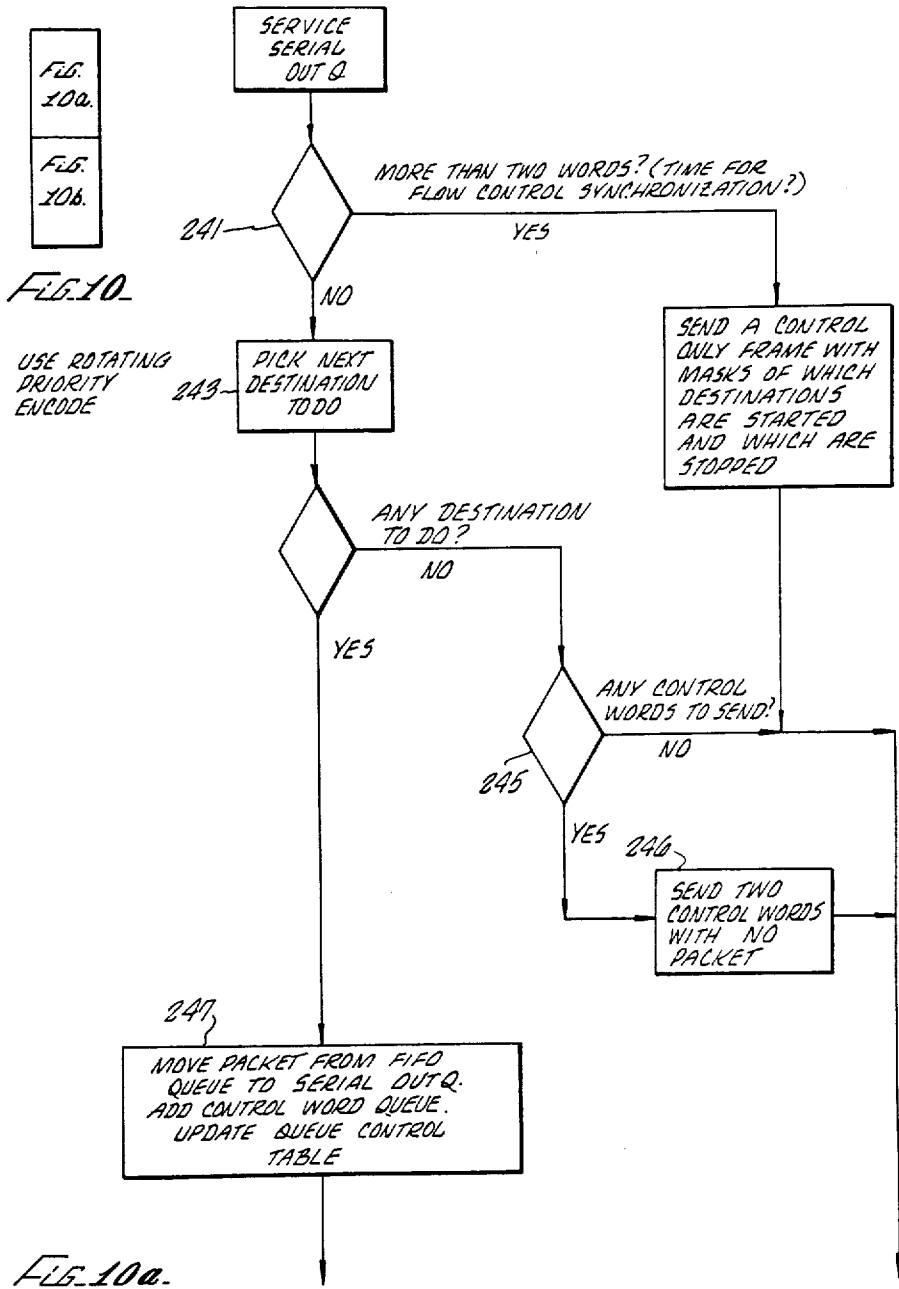 FIG.
10a.
FIG.
10b.
FIG. 10.
SERVICE
SERIAL
OUT Q
MORE THAN TWO WORDS? (TIME FOR
FLOW CONTROL SYNCHRONIZATION?)
241
YES
NO
USE ROTATING
PRIORITY
ENCODE
243
PICK NEXT
DESTINATION
TO DO
SEND A CONTROL
ONLY FRAME WITH
MASKS OF WHICH
DESTINATIONS
ARE STARTED
AND WHICH ARE
STOPPED
ANY DESTINATION
TO DO?
NO
YES
ANY CONTROL
WORDS TO SEND?
NO
245
YES
246
SEND TWO
CONTROL WORDS
WITH NO
PACKET
247
MOVE PACKET FROM FIFO
QUEUE TO SERIAL OUT Q.
ADD CONTROL WORD QUEUE.
UPDATE QUEUE CONTROL
TABLE
FIG. 10a.